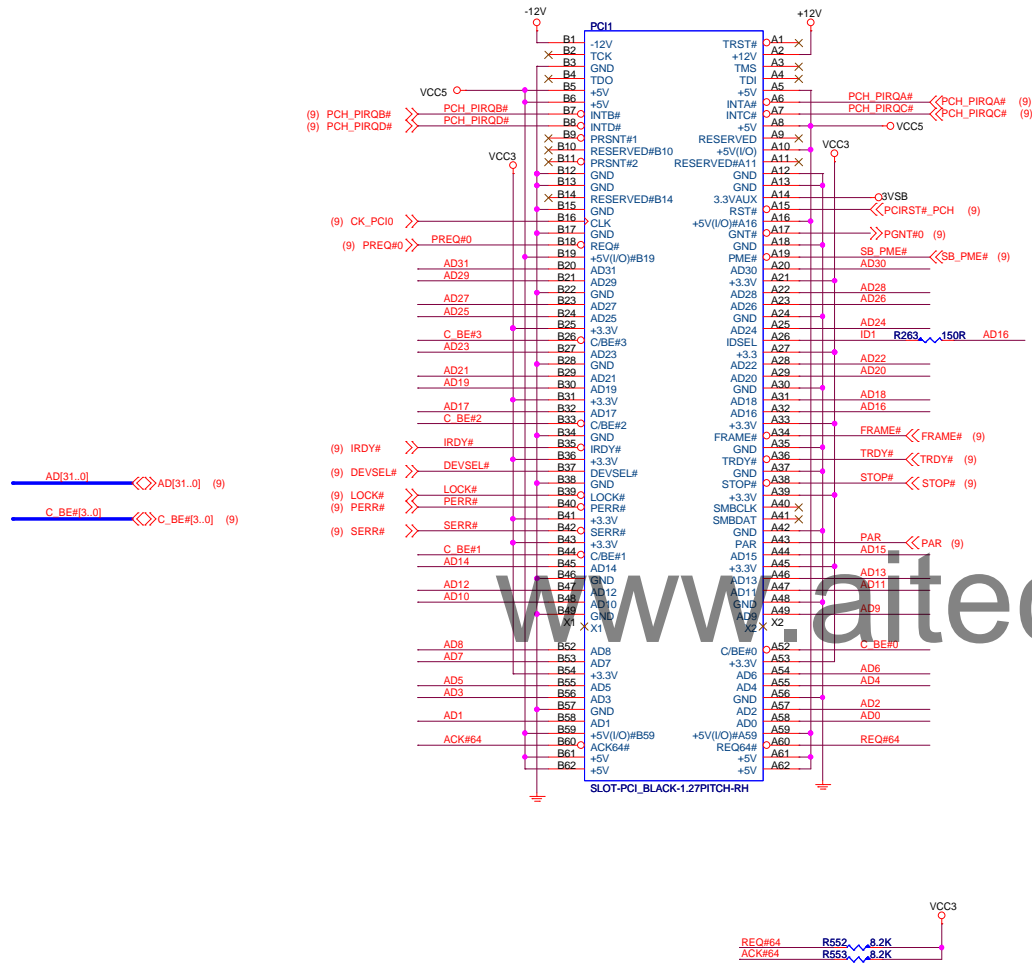 -12V +12V
PCI1
B1 -12V TRST# A1
B2 TCK +12V A2
B3 GND TMS A3
B4 TDO TDI A4
VCC5 B5 +5V +5V A5
B6 +5V INTA# A6 PCH_PIRQA# PCH_PIRQA# (9)
(9) PCH_PIRQB# PCH_PIRQB# B7 INTB# INTC# A7 PCH_PIRQC# PCH_PIRQC# (9)
(9) PCH_PIRQD# PCH_PIRQD# B8 INTD# +5V A8 VCC5
B9 PRSNT#1 RESERVED A9
B10 RESERVED#B10 +5V(I/O) A10
VCC3 B11 PRSNT#2 RESERVED#A11 A11 VCC3
B12 GND GND A12
B13 GND GND A13
B14 RESERVED#B14 3.3VAUX A14 3VSB
B15 GND RST# A15 PCIRST#_PCH (9)
(9) CK_PCI0 B16 CLK +5V(I/O)#A16 A16
B17 GND GNT# A17 PGNT#0 (9)
(9) PREQ#0 PREQ#0 B18 REQ# GND A18
B19 +5V(I/O)#B19 PME# A19 SB_PME# SB_PME# (9)
AD31 B20 AD31 AD30 A20 AD30
AD29 B21 AD29 +3.3V A21
B22 GND AD28 A22 AD28
AD27 B23 AD27 AD26 A23 AD26
AD25 B24 AD25 GND A24
B25 +3.3V AD24 A25 AD24
C_BE#3 B26 C/BE#3 IDSEL A26 ID1 R263 150R AD16
AD23 B27 AD23 +3.3 A27
B28 GND AD22 A28 AD22
AD21 B29 AD21 AD20 A29 AD20
AD19 B30 AD19 GND A30
B31 +3.3V AD18 A31 AD18
AD17 B32 AD17 AD16 A32 AD16
C_BE#2 B33 C/BE#2 +3.3V A33
B34 GND FRAME# A34 FRAME# FRAME# (9)
(9) IRDY# IRDY# B35 IRDY# GND A35
B36 +3.3V TRDY# A36 TRDY# TRDY# (9)
(9) DEVSEL# DEVSEL# B37 DEVSEL# GND A37
AD[31..0] AD[31..0] (9) B38 GND STOP# A38 STOP# STOP# (9)
(9) LOCK# LOCK# B39 LOCK# +3.3V A39
(9) PERR# PERR# B40 PERR# SMBCLK A40
C_BE#[3..0] C_BE#[3..0] (9) B41 +3.3V SMBDAT A41
(9) SERR# SERR# B42 SERR# GND A42
B43 +3.3V PAR A43 PAR PAR (9)
C_BE#1 B44 C/BE#1 AD15 A44 AD15
AD14 B45 AD14 +3.3V A45
B46 GND AD13 A46 AD13
AD12 B47 AD12 AD11 A47 AD11
AD10 B48 AD10 GND A48
B49 GND AD9 A49 AD9
X1 X1 X2 X2
www.aitec
AD8 B52 AD8 C/BE#0 A52 C_BE#0
AD7 B53 AD7 +3.3V A53
B54 +3.3V AD6 A54 AD6
AD5 B55 AD5 AD4 A55 AD4
AD3 B56 AD3 GND A56
B57 GND AD2 A57 AD2
AD1 B58 AD1 AD0 A58 AD0
B59 +5V(I/O)#B59 +5V(I/O)#A59 A59
ACK#64 B60 ACK64# REQ64# A60 REQ#64
B61 +5V +5V A61
B62 +5V +5V A62
SLOT-PCI_BLACK-1.27PITCH-RH
VCC3
REQ#64 R552 8.2K
ACK#64 R553 8.2K